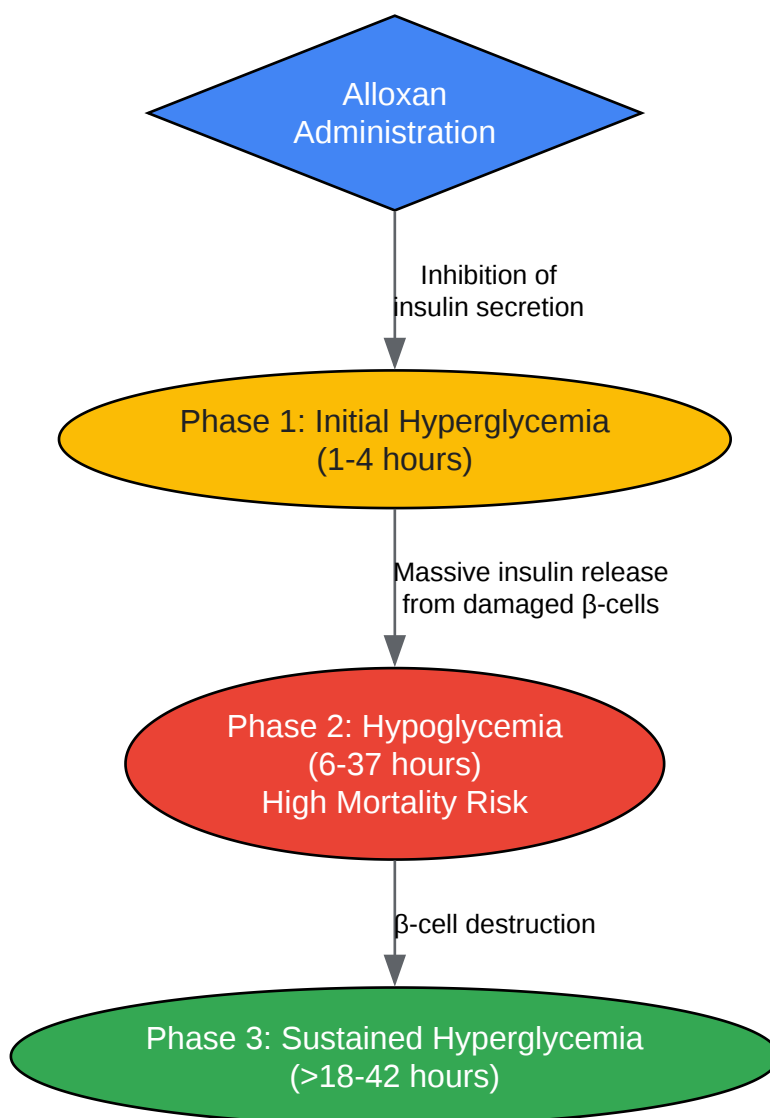 Alloxan
Administration
Inhibition of
insulin secretion
Phase 1: Initial Hyperglycemia
(1-4 hours)
Massive insulin release
from damaged β-cells
Phase 2: Hypoglycemia
(6-37 hours)
High Mortality Risk
β-cell destruction
Phase 3: Sustained Hyperglycemia
(>18-42 hours)